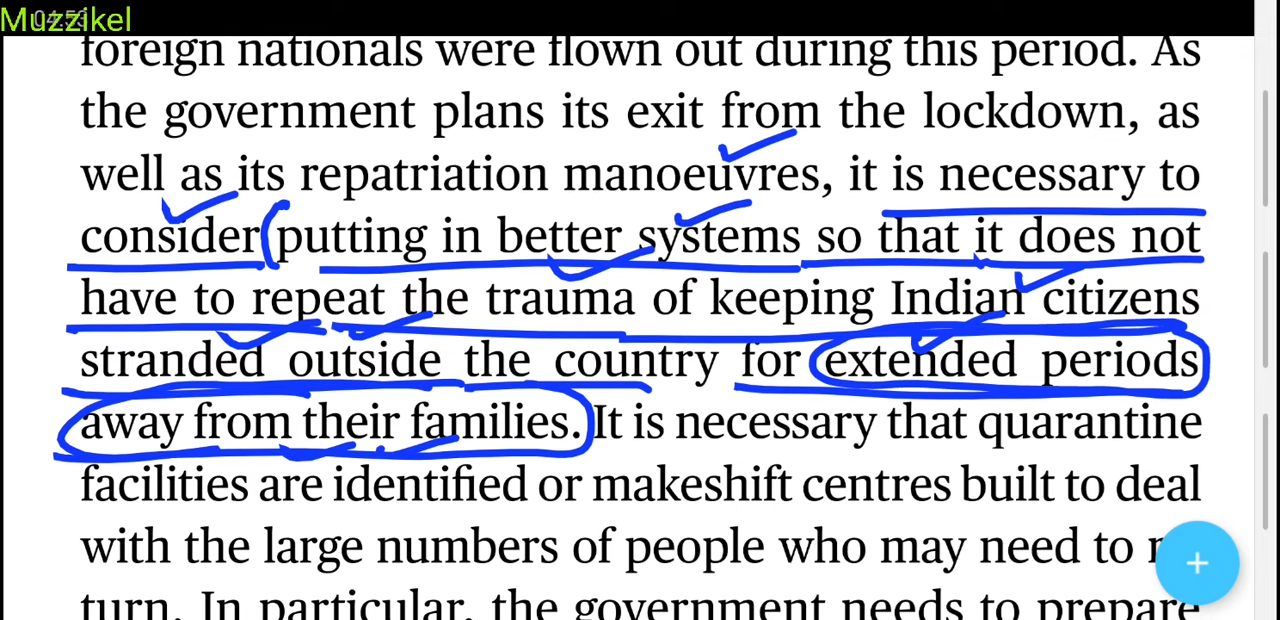 Muzzikel
foreign nationals were flown out during this period. As
the government plans its exit from the lockdown, as
well as its repatriation manoeuvres, it is necessary to
consider putting in better systems so that it does not
have to repeat the trauma of keeping Indian citizens
stranded outside the country for extended periods
away from their families. It is necessary that quarantine
facilities are identified or makeshift centres built to deal
with the large numbers of people who may need to
turn. In particular, the government needs to prepare